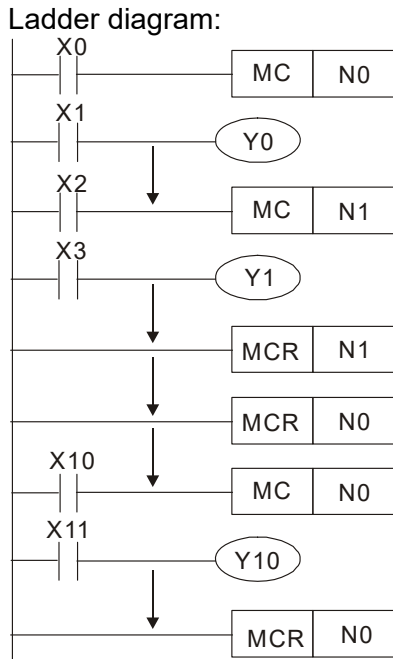 Ladder diagram:
X0
MC N0
X1
Y0
X2
MC N1
X3
Y1
MCR N1
MCR N0
X10
MC N0
X11
Y10
MCR N0